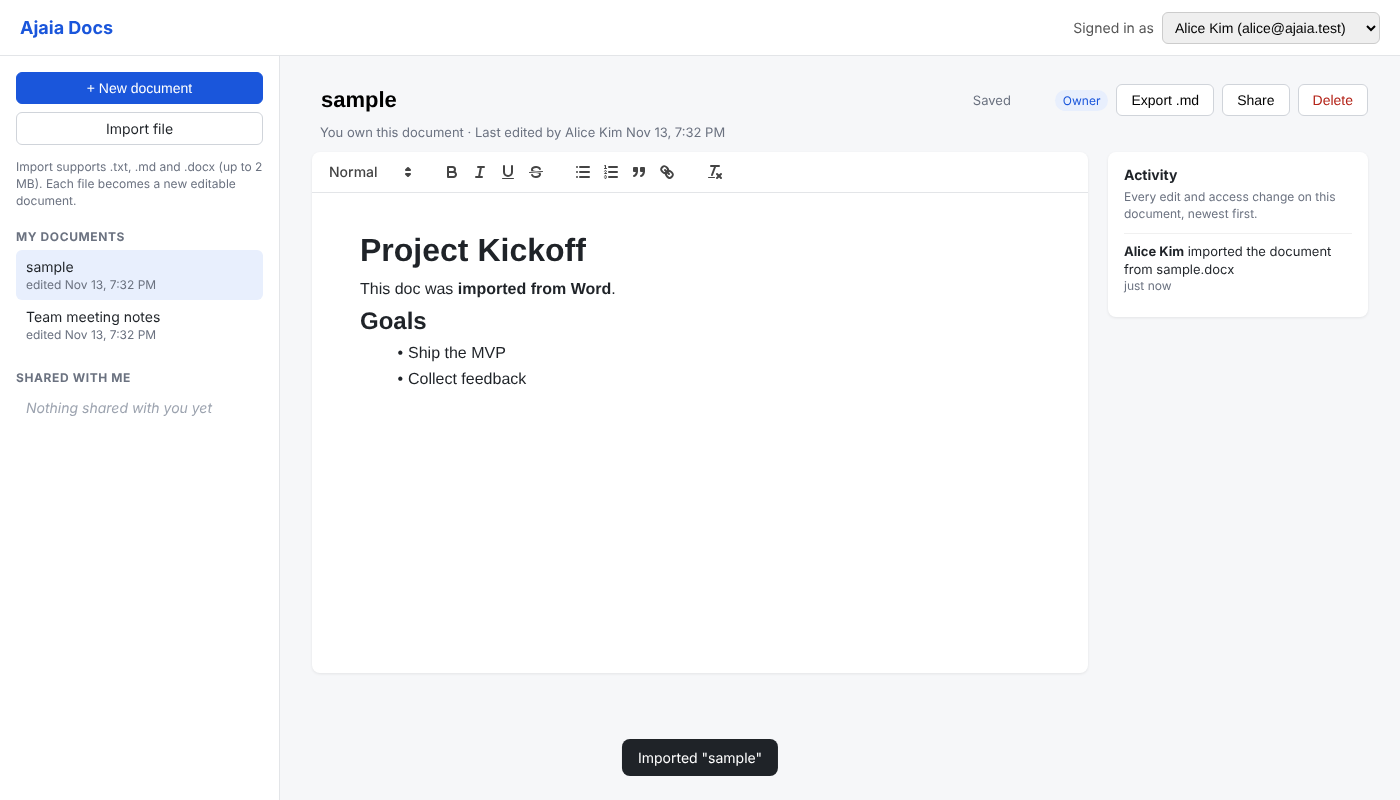 Ajaia Docs
Signed in as
Alice Kim (alice@ajaia.test)
+ New document
Import file
Import supports .txt, .md and .docx (up to 2
MB). Each file becomes a new editable
document.
MY DOCUMENTS
sample
edited Nov 13, 7:32 PM
Team meeting notes
edited Nov 13, 7:32 PM
SHARED WITH ME
Nothing shared with you yet
sample
Saved
Owner
Export .md
Share
Delete
You own this document · Last edited by Alice Kim Nov 13, 7:32 PM
Normal
Project Kickoff
This doc was imported from Word.
Goals
• Ship the MVP
• Collect feedback
Activity
Every edit and access change on this
document, newest first.
Alice Kim imported the document
from sample.docx
just now
Imported "sample"